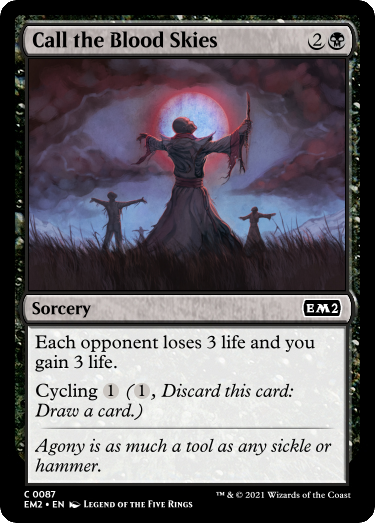 Call the Blood Skies 2
Sorcery EM2
Each opponent loses 3 life and you
gain 3 life.
Cycling 1 (1, Discard this card:
Draw a card.)
Agony is as much a tool as any sickle or
hammer.
C 0087
EM2 • EN Legend of the Five Rings ™ & © 2021 Wizards of the Coast